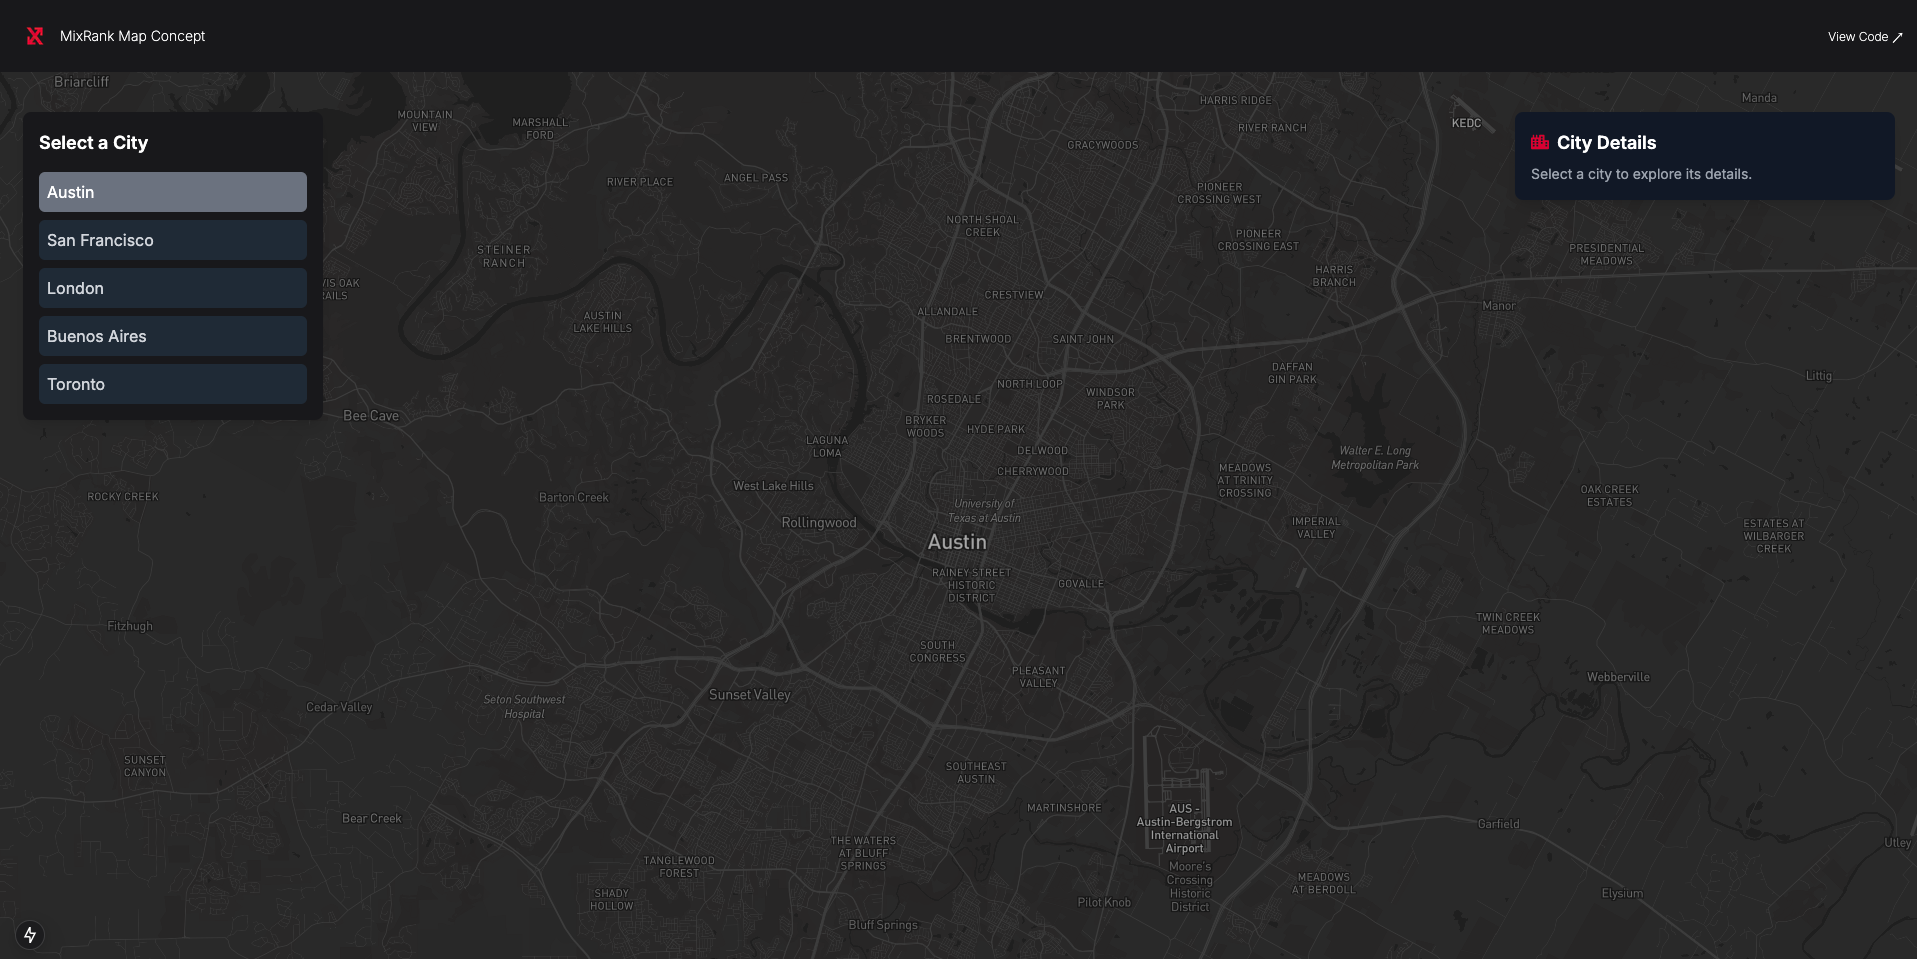 MixRank Map Concept
View Code
Select a City
Austin
San Francisco
London
Buenos Aires
Toronto
City Details
Select a city to explore its details.
Briarcliff
MOUNTAIN
VIEW
MARSHALL
FORD
HARRIS RIDGE
KEDC
Manda
RIVER RANCH
GRACYWOODS
RIVER PLACE
ANGEL PASS
PIONEER
CROSSING WEST
NORTH SHOAL
CREEK
PIONEER
CROSSING EAST
STEINER
RANCH
PRESIDENTIAL
MEADOWS
HARRIS
BRANCH
VIS OAK
RAILS
CRESTVIEW
Manor
ALLANDALE
AUSTIN
LAKE HILLS
BRENTWOOD
SAINT JOHN
DAFFAN
GIN PARK
Littig
NORTH LOOP
WINDSOR
PARK
ROSEDALE
Bee Cave
BRYKER
WOODS
HYDE PARK
LAGUNA
LOMA
DELWOOD
Walter E. Long
Metropolitan Park
CHERRYWOOD
MEADOWS
AT TRINITY
CROSSING
West Lake Hills
ROCKY CREEK
Barton Creek
OAK CREEK
ESTATES
University of
Texas at Austin
Rollingwood
IMPERIAL
VALLEY
ESTATES AT
WILBARGER
CREEK
Austin
RAINEY STREET
HISTORIC
DISTRICT
GOVALLE
Fitzhugh
TWIN CREEK
MEADOWS
SOUTH
CONGRESS
PLEASANT
VALLEY
Webberville
Sunset Valley
Seton Southwest
Hospital
Cedar Valley
SUNSET
CANYON
SOUTHEAST
AUSTIN
MARTINSHORE
AUS -
Austin-Bergstrom
International
Airport
Bear Creek
Garfield
Utley
THE WATERS
AT BLUFF
SPRINGS
TANGLEWOOD
FOREST
Moore's
Crossing
Historic
District
MEADOWS
AT BERDOLL
SHADY
HOLLOW
Elysium
Pilot Knob
Bluff Springs